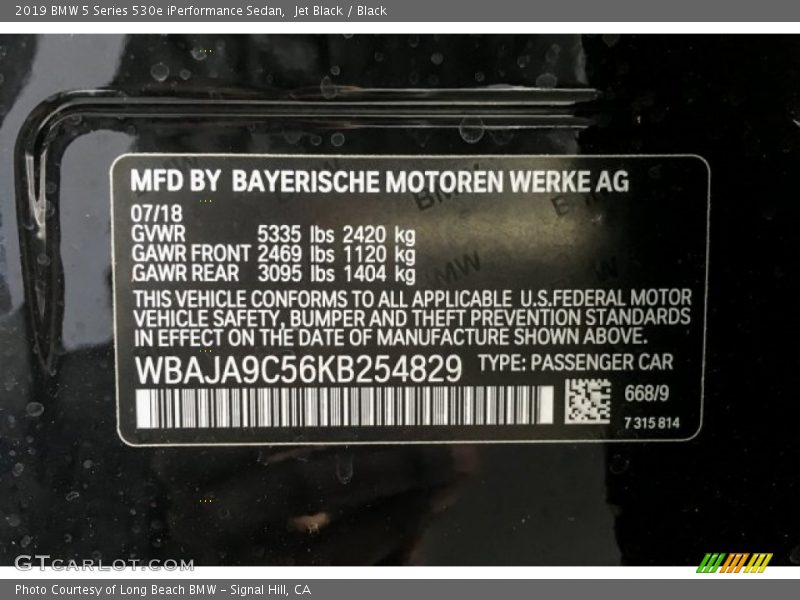 2019 BMW 5 Series 530e iPerformance Sedan,  Jet Black / Black
MFD BY BAYERISCHE MOTOREN WERKE AG
07/18
GVWR 5335 lbs 2420 kg
GAWR FRONT 2469 lbs 1120 kg
GAWR REAR 3095 lbs 1404 kg
THIS VEHICLE CONFORMS TO ALL APPLICABLE U.S.FEDERAL MOTOR
VEHICLE SAFETY, BUMPER AND THEFT PREVENTION STANDARDS
IN EFFECT ON THE DATE OF MANUFACTURE SHOWN ABOVE.
WBAJA9C56KB254829 TYPE: PASSENGER CAR
668/9
7 315 814
GTCARLOT.COM
Photo Courtesy of Long Beach BMW - Signal Hill, CA